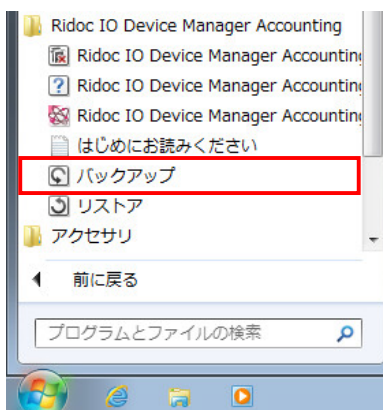 Ridoc IO Device Manager Accounting
Ridoc IO Device Manager Accounting
Ridoc IO Device Manager Accounting
Ridoc IO Device Manager Accounting
はじめにお読みください
バックアップ
リストア
アクセサリ
前に戻る
プログラムとファイルの検索